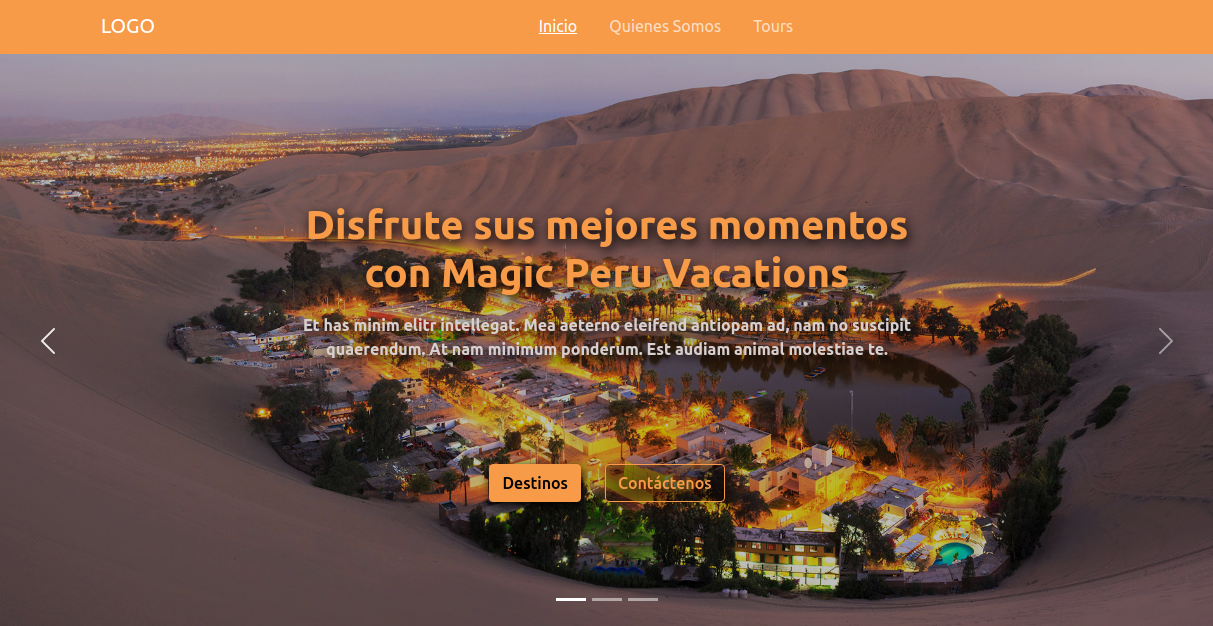 LOGO
Inicio
Quienes Somos
Tours
Disfrute sus mejores momentos
con Magic Peru Vacations
Et has minim elitr intellegat. Mea aeterno eleifend antiopam ad, nam no suscipit
quaerendum. At nam minimum ponderum. Est audiam animal molestiae te.
Destinos
Contáctenos